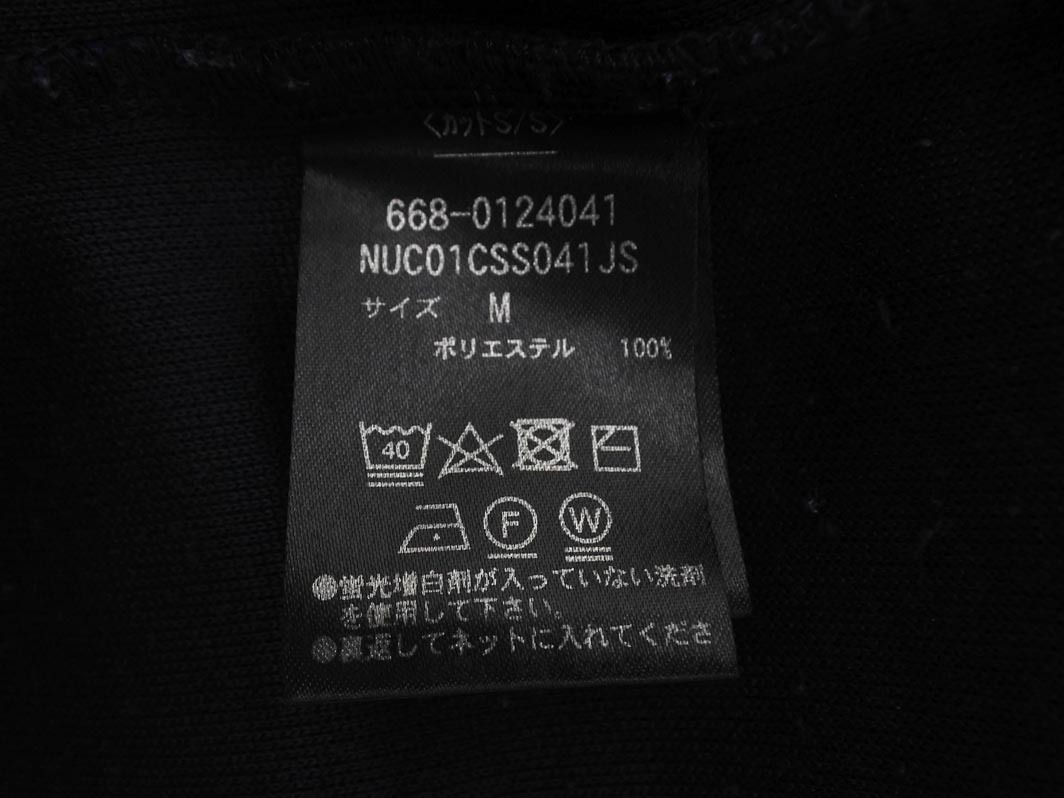 〈カットS/S〉
668-0124041
NUC01CSS041JS
サイズ M
ポリエステル 100%
40
F W
●蛍光増白剤が入っていない洗剤
を使用して下さい。
●裏返してネットに入れてくださ